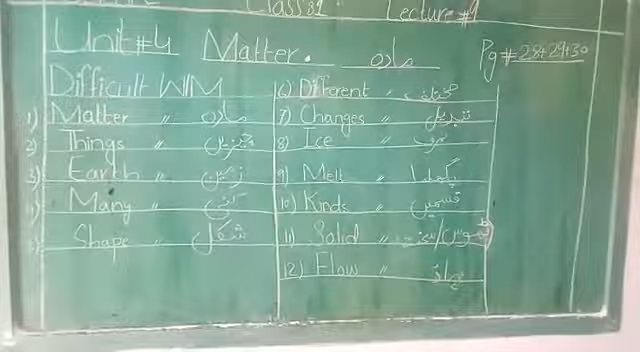 Class 82 Lecture #1
Unit #4 Matter. مادہ Pg # 28+29+30
Difficult W/M
1) Matter " مادہ
2) Things " چیزیں
3) Earth " زمین
4) Many " کئی
5) Shape " شکل
6) Different " مختلف
7) Changes " تبدیل
8) Ice " برف
9) Melt " پگھلنا
10) Kinds " قسمیں
11) Solid " ٹھوس/سخت
12) Flow "